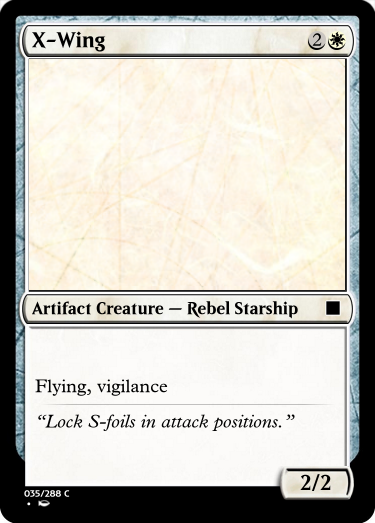 X-Wing 2
Artifact Creature — Rebel Starship
Flying, vigilance
“Lock S-foils in attack positions.”
2/2
035/288 C